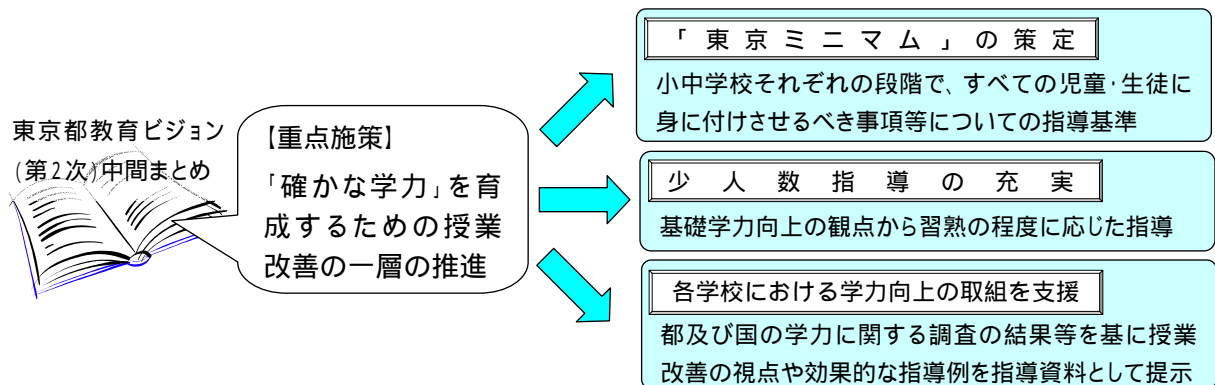 東京都教育ビジョン
(第2次)中間まとめ
【重点施策】
「確かな学力」を育
成するための授業
改善の一層の推進
「東京ミニマム」の策定
小中学校それぞれの段階で、すべての児童・生徒に
身に付けさせるべき事項等についての指導基準
少人数指導の充実
基礎学力向上の観点から習熟の程度に応じた指導
各学校における学力向上の取組を支援
都及び国の学力に関する調査の結果等を基に授業
改善の視点や効果的な指導例を指導資料として提示